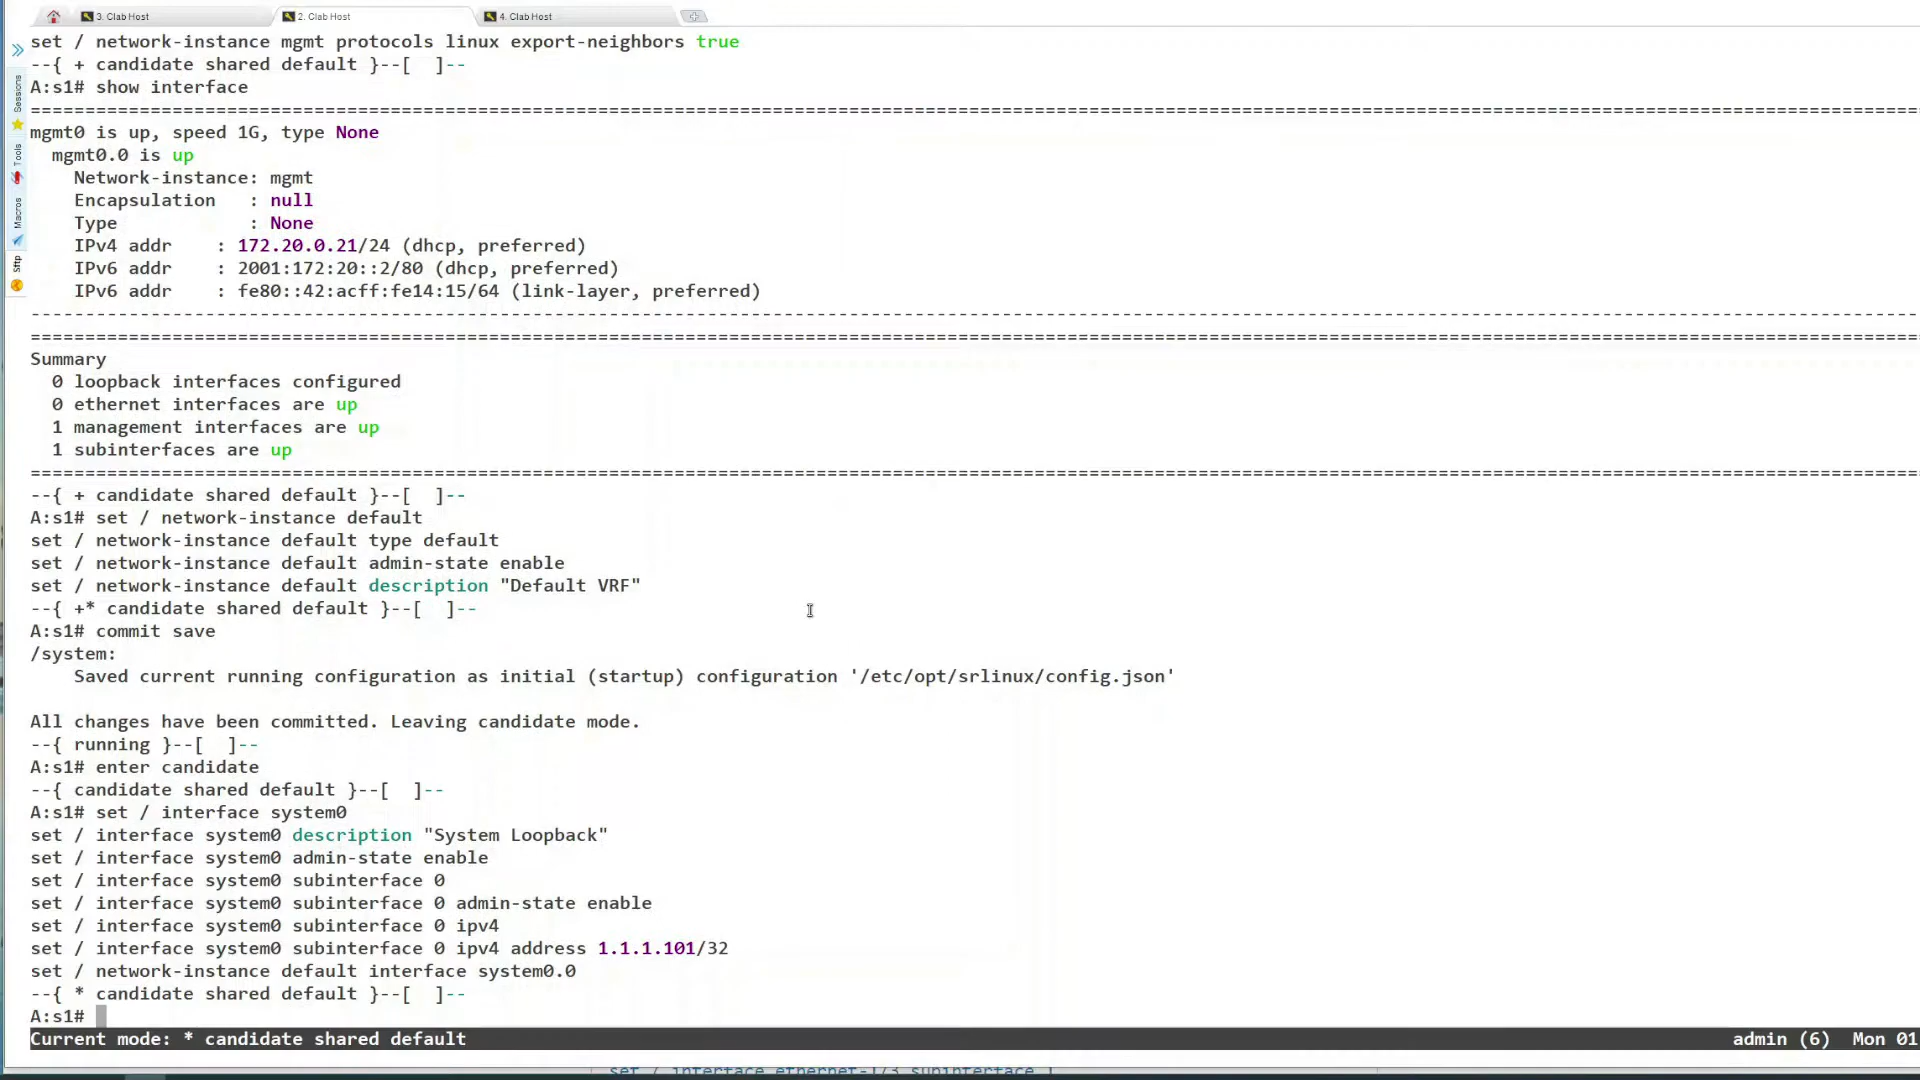 3. Clab Host
2. Clab Host
4. Clab Host
Sessions
Tools
Macros
Sftp
set / network-instance mgmt protocols linux export-neighbors true
--{ + candidate shared default }--[  ]--
A:s1# show interface
====================================================================================================
mgmt0 is up, speed 1G, type None
  mgmt0.0 is up
    Network-instance: mgmt
    Encapsulation   : null
    Type            : None
    IPv4 addr    : 172.20.0.21/24 (dhcp, preferred)
    IPv6 addr    : 2001:172:20::2/80 (dhcp, preferred)
    IPv6 addr    : fe80::42:acff:fe14:15/64 (link-layer, preferred)
----------------------------------------------------------------------------------------------------
====================================================================================================
Summary
  0 loopback interfaces configured
  0 ethernet interfaces are up
  1 management interfaces are up
  1 subinterfaces are up
====================================================================================================
--{ + candidate shared default }--[  ]--
A:s1# set / network-instance default
set / network-instance default type default
set / network-instance default admin-state enable
set / network-instance default description "Default VRF"
--{ +* candidate shared default }--[  ]--
A:s1# commit save
/system:
    Saved current running configuration as initial (startup) configuration '/etc/opt/srlinux/config.json'
All changes have been committed. Leaving candidate mode.
--{ running }--[  ]--
A:s1# enter candidate
--{ candidate shared default }--[  ]--
A:s1# set / interface system0
set / interface system0 description "System Loopback"
set / interface system0 admin-state enable
set / interface system0 subinterface 0
set / interface system0 subinterface 0 admin-state enable
set / interface system0 subinterface 0 ipv4
set / interface system0 subinterface 0 ipv4 address 1.1.1.101/32
set / network-instance default interface system0.0
--{ * candidate shared default }--[  ]--
A:s1#
Current mode: * candidate shared default admin (6) Mon 01
set / interface ethernet-1/3 subinterface 1